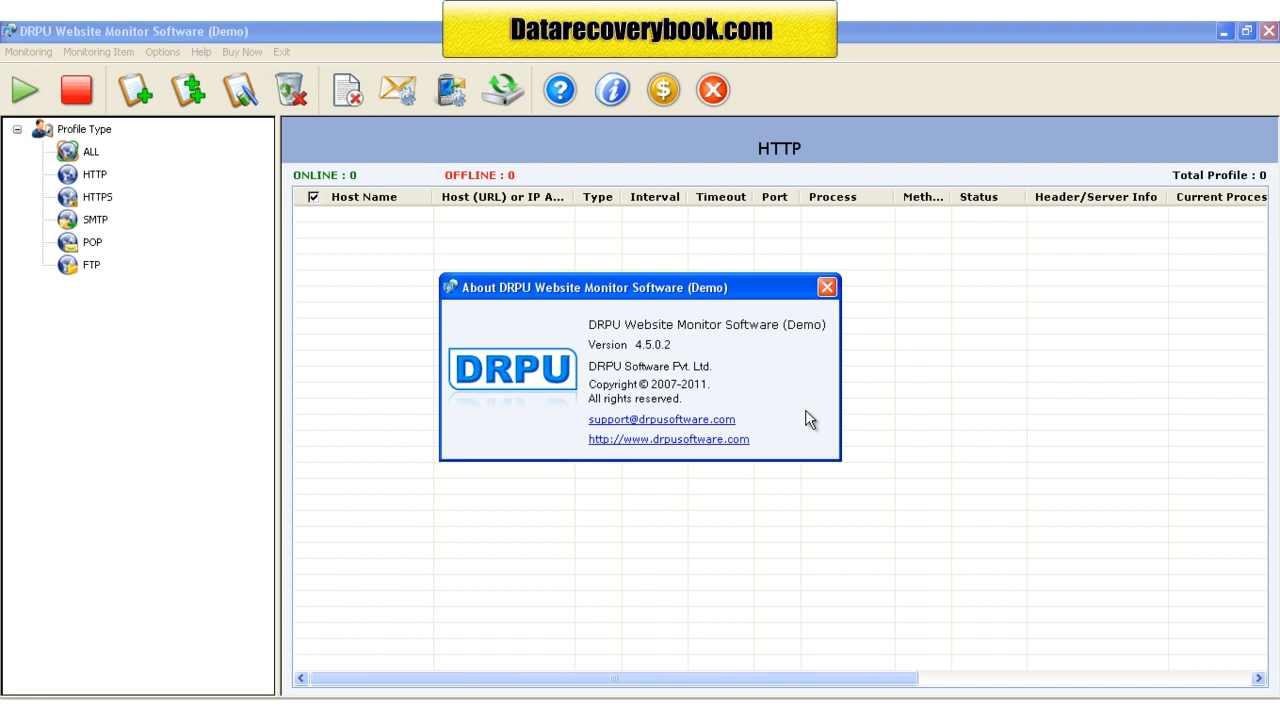 Datarecoverybook.com
DRPU Website Monitor Software (Demo)
Monitoring Monitoring Item Options Help Buy Now Exit
Profile Type
ALL
HTTP
HTTPS
SMTP
POP
FTP
HTTP
ONLINE : 0 OFFLINE : 0 Total Profile : 0
Host Name Host (URL) or IP A... Type Interval Timeout Port Process Meth... Status Header/Server Info Current Proces
About DRPU Website Monitor Software (Demo)
DRPU
DRPU Website Monitor Software (Demo)
Version 4.5.0.2
DRPU Software Pvt. Ltd.
Copyright © 2007-2011.
All rights reserved.
support@drpusoftware.com
http://www.drpusoftware.com